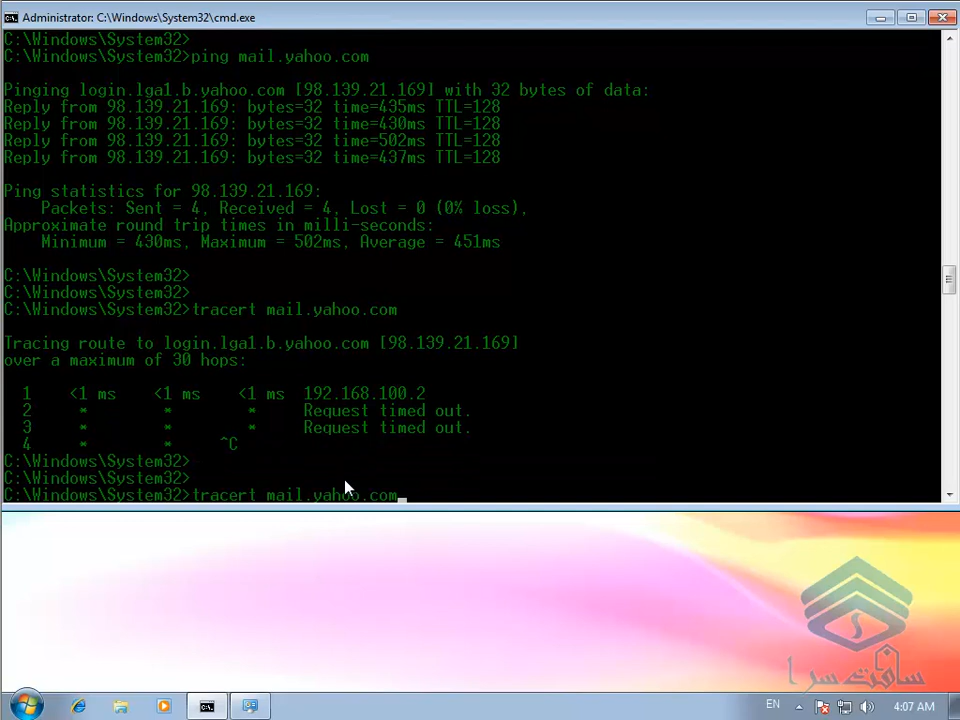 Administrator: C:\Windows\System32\cmd.exe
C:\Windows\System32>
C:\Windows\System32>ping mail.yahoo.com
Pinging login.lga1.b.yahoo.com [98.139.21.169] with 32 bytes of data:
Reply from 98.139.21.169: bytes=32 time=435ms TTL=128
Reply from 98.139.21.169: bytes=32 time=430ms TTL=128
Reply from 98.139.21.169: bytes=32 time=502ms TTL=128
Reply from 98.139.21.169: bytes=32 time=437ms TTL=128
Ping statistics for 98.139.21.169:
    Packets: Sent = 4, Received = 4, Lost = 0 (0% loss),
Approximate round trip times in milli-seconds:
    Minimum = 430ms, Maximum = 502ms, Average = 451ms
C:\Windows\System32>
C:\Windows\System32>
C:\Windows\System32>tracert mail.yahoo.com
Tracing route to login.lga1.b.yahoo.com [98.139.21.169]
over a maximum of 30 hops:
1 <1 ms <1 ms <1 ms 192.168.100.2
2 * * * Request timed out.
3 * * * Request timed out.
4 * * ^C
C:\Windows\System32>
C:\Windows\System32>
C:\Windows\System32>tracert mail.yahoo.com_
سافت سرا
EN 4:07 AM